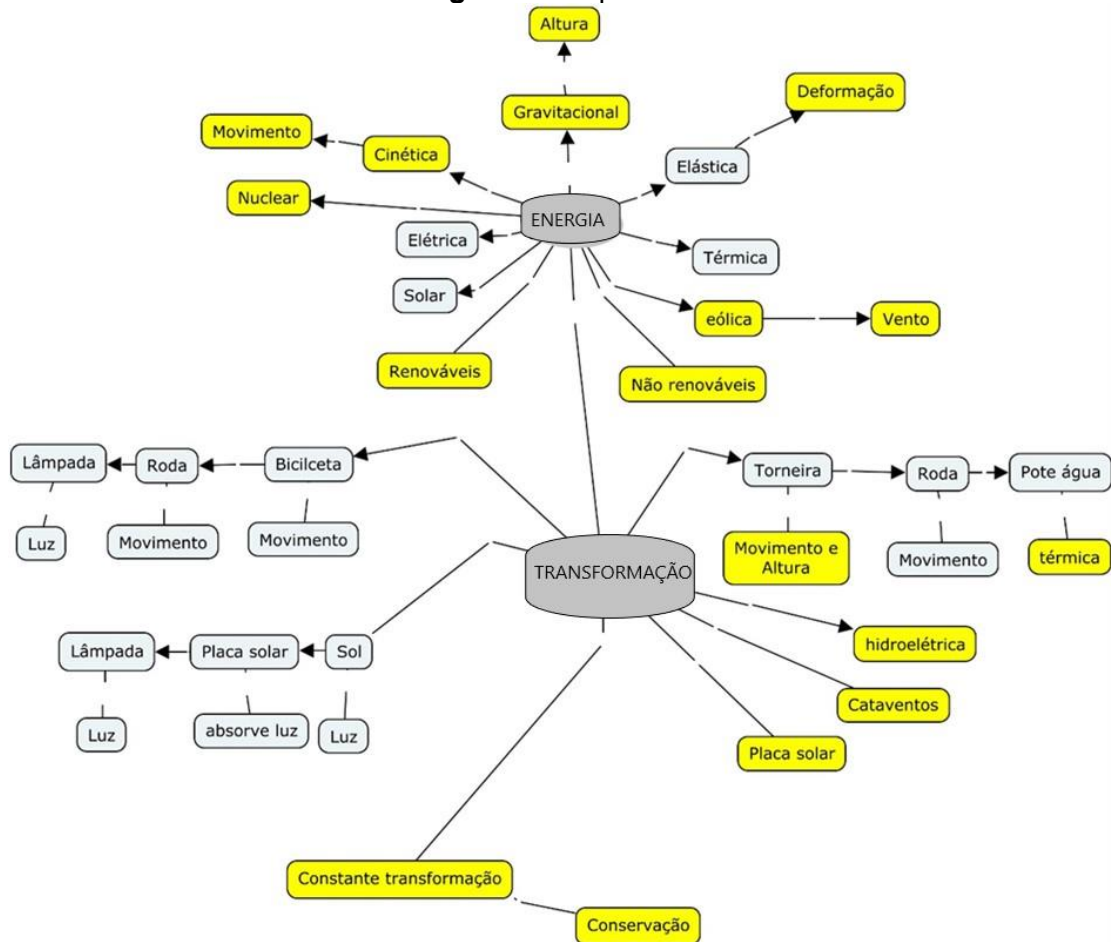 Altura
Gravitacional
Deformação
Movimento
Cinética
Elástica
Nuclear
ENERGIA
Elétrica
Térmica
Solar
eólica
Vento
Renováveis
Não renováveis
Lâmpada
Roda
Bicilceta
Torneira
Roda
Pote água
Luz
Movimento
Movimento
Movimento e
Altura
Movimento
térmica
TRANSFORMAÇÃO
Lâmpada
Placa solar
Sol
hidroelétrica
Luz
absorve luz
Luz
Cataventos
Placa solar
Constante transformação
Conservação